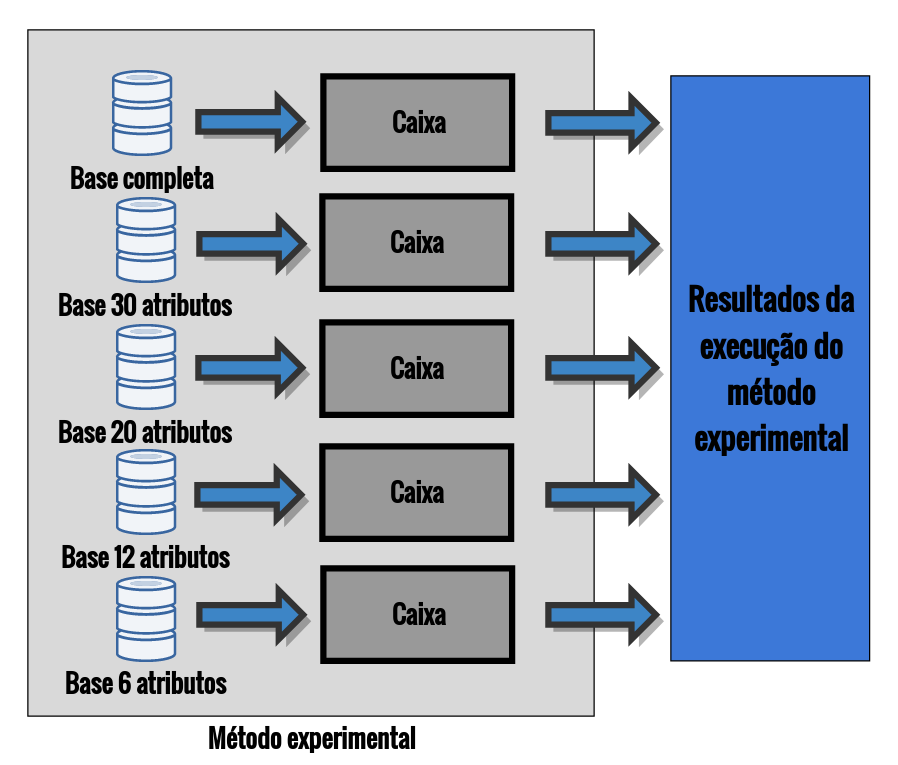 Caixa
Base completa
Caixa
Base 30 atributos
Caixa
Base 20 atributos
Caixa
Base 12 atributos
Caixa
Base 6 atributos
Resultados da
execução do
método
experimental
Método experimental